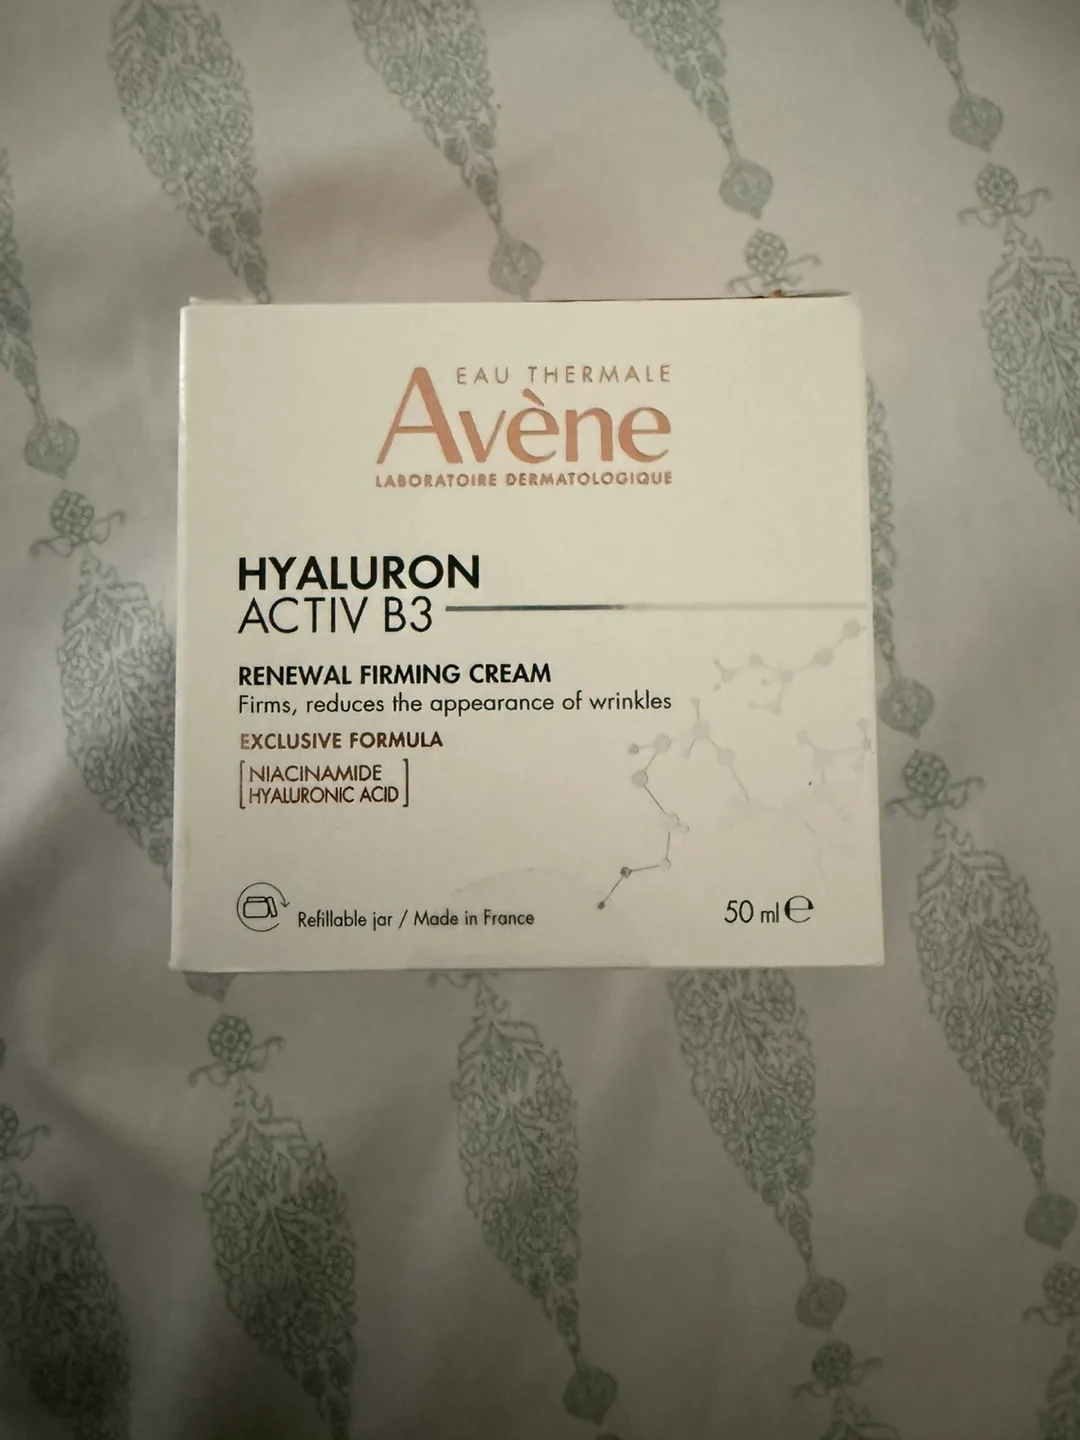 EAU THERMALE
Avène
LABORATOIRE DERMATOLOGIQUE
HYALURON
ACTIV B3
RENEWAL FIRMING CREAM
Firms, reduces the appearance of wrinkles
EXCLUSIVE FORMULA
[NIACINAMIDE
HYALURONIC ACID]
Refillable jar / Made in France
50 ml ℮